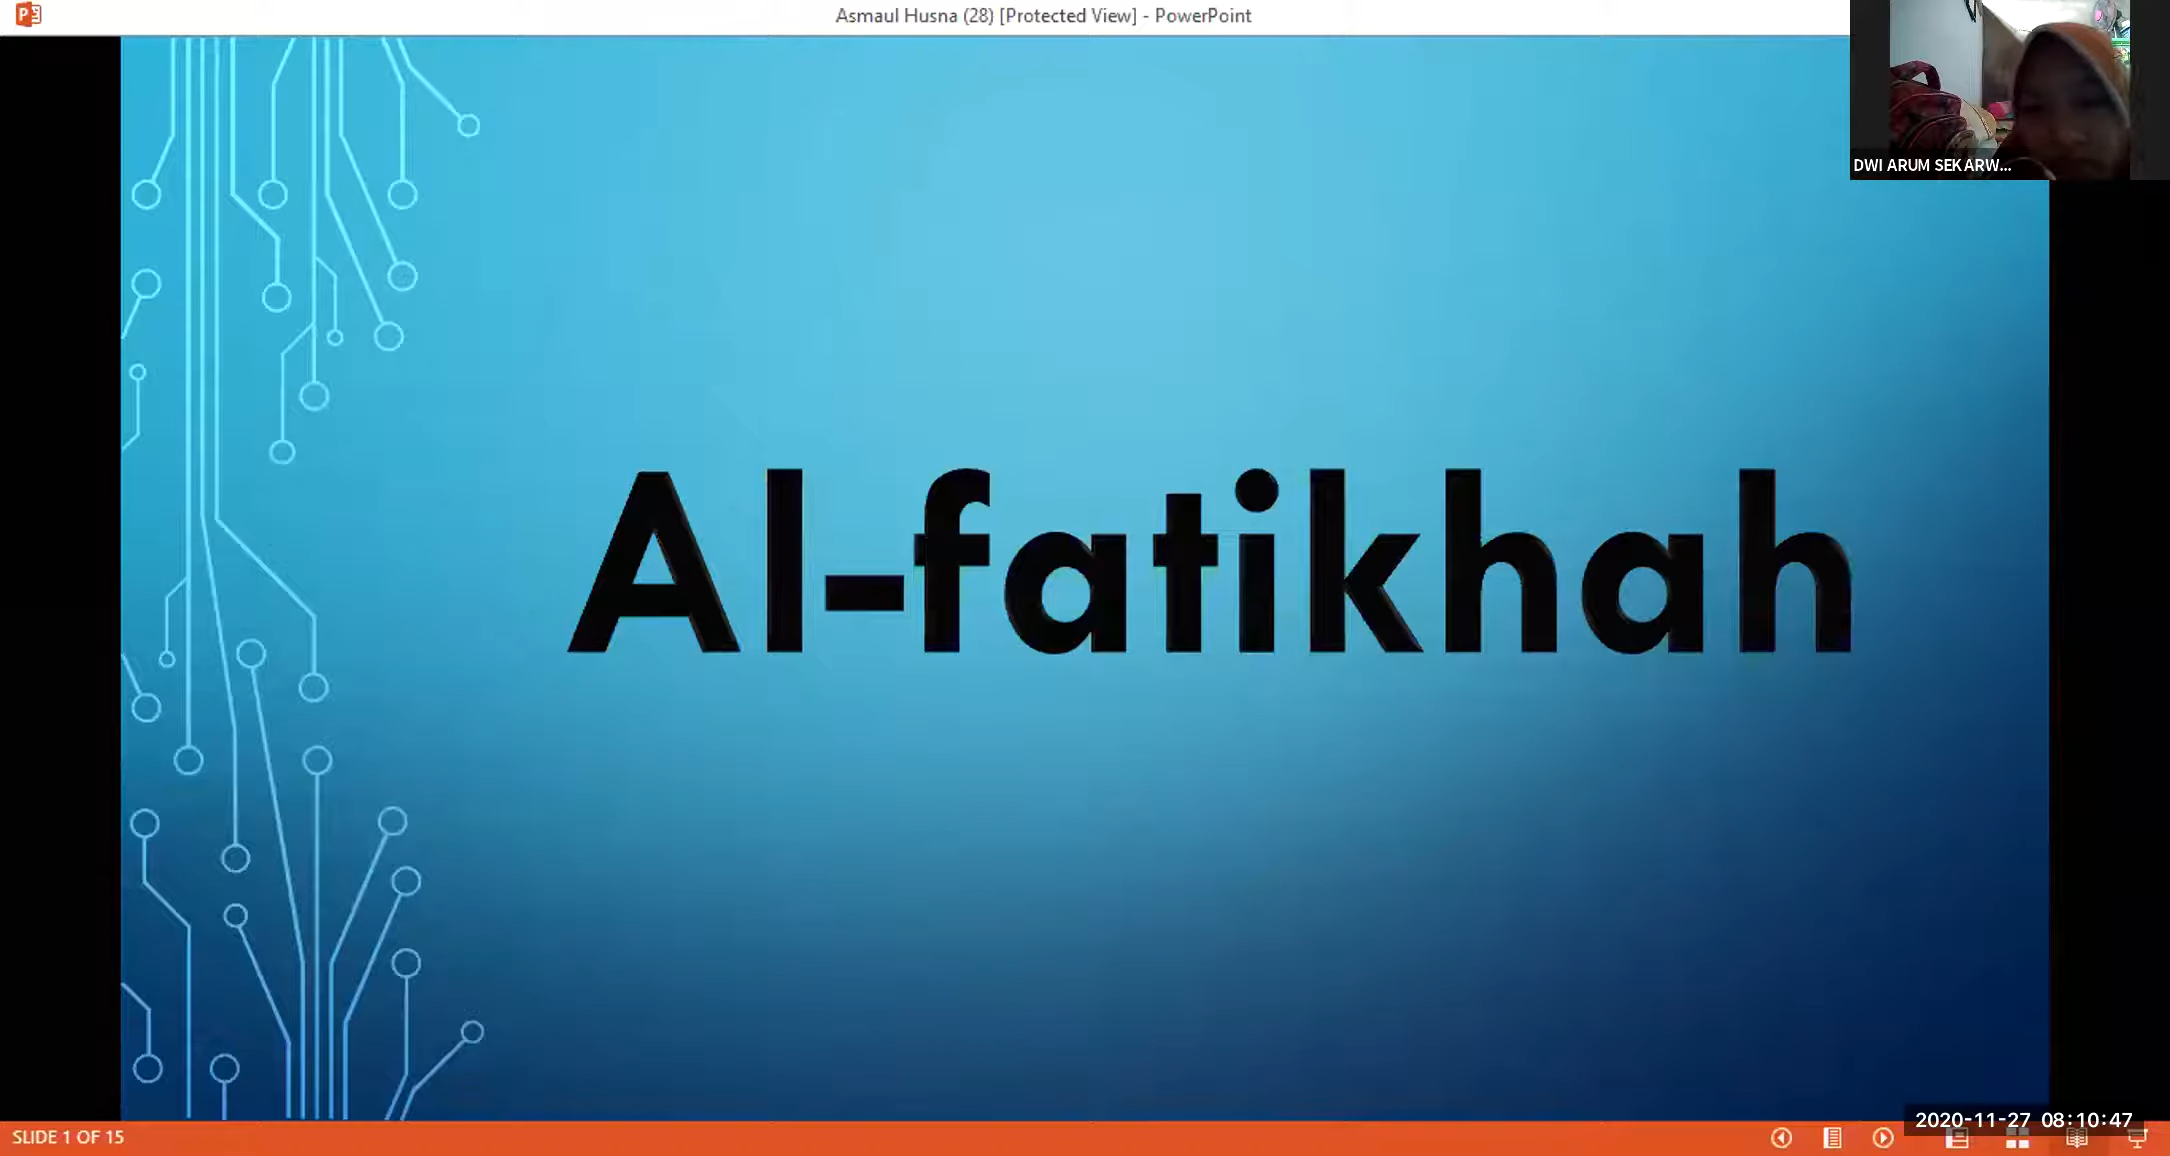 Asmaul Husna (28) [Protected View] - PowerPoint
DWI ARUM SEKARW...
Al-fatikhah
2020-11-27 08:10:47
SLIDE 1 OF 15